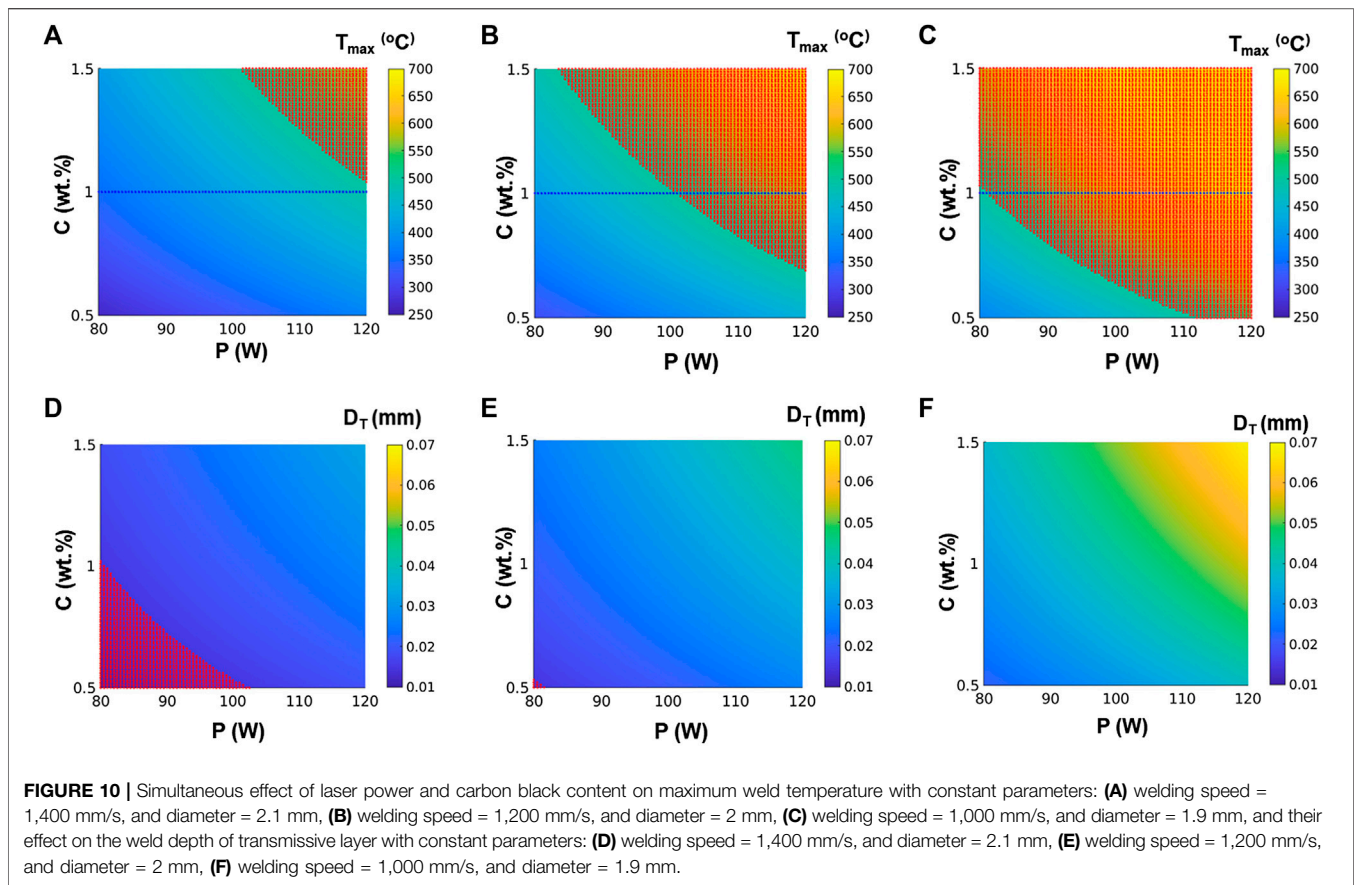 A
T_max (°C)
1.5
1
0.5
C (wt.%)
80 90 100 110 120
P (W)
700
650
600
550
500
450
400
350
300
250
B
T_max (°C)
1.5
1
0.5
C (wt.%)
80 90 100 110 120
P (W)
700
650
600
550
500
450
400
350
300
250
C
T_max (°C)
1.5
1
0.5
C (wt.%)
80 90 100 110 120
P (W)
700
650
600
550
500
450
400
350
300
250
D
D_T (mm)
1.5
1
0.5
C (wt.%)
80 90 100 110 120
P (W)
0.07
0.06
0.05
0.04
0.03
0.02
0.01
E
D_T (mm)
1.5
1
0.5
C (wt.%)
80 90 100 110 120
P (W)
0.07
0.06
0.05
0.04
0.03
0.02
0.01
F
D_T (mm)
1.5
1
0.5
C (wt.%)
80 90 100 110 120
P (W)
0.07
0.06
0.05
0.04
0.03
0.02
0.01
FIGURE 10 | Simultaneous effect of laser power and carbon black content on maximum weld temperature with constant parameters: (A) welding speed =
1,400 mm/s, and diameter = 2.1 mm, (B) welding speed = 1,200 mm/s, and diameter = 2 mm, (C) welding speed = 1,000 mm/s, and diameter = 1.9 mm, and their
effect on the weld depth of transmissive layer with constant parameters: (D) welding speed = 1,400 mm/s, and diameter = 2.1 mm, (E) welding speed = 1,200 mm/s,
and diameter = 2 mm, (F) welding speed = 1,000 mm/s, and diameter = 1.9 mm.